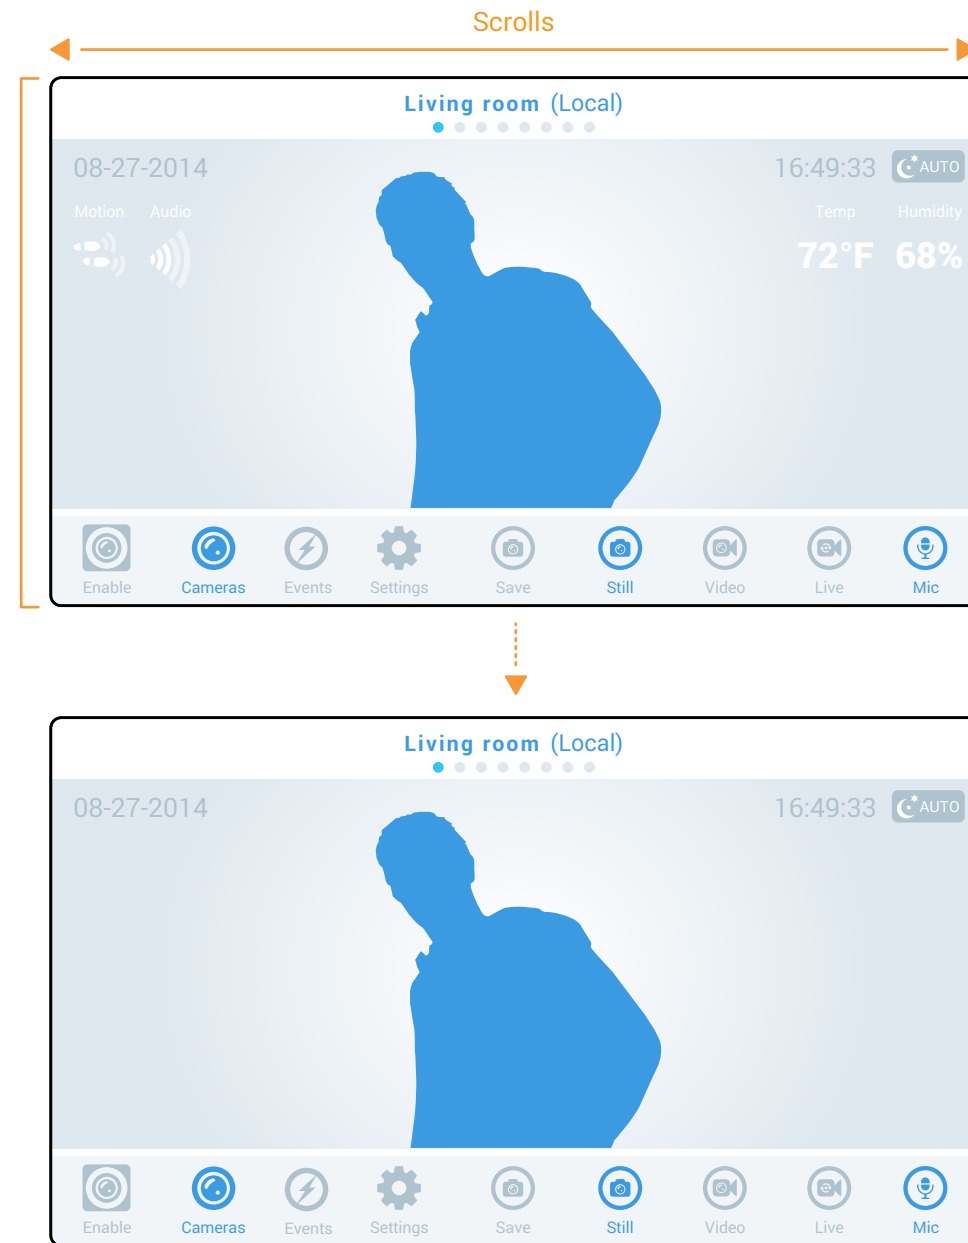 Scrolls
Living room (Local)
08-27-2014 16:49:33 AUTO
Motion Audio Temp Humidity
72°F 68%
Enable Cameras Events Settings Save Still Video Live Mic
Living room (Local)
08-27-2014 16:49:33 AUTO
Enable Cameras Events Settings Save Still Video Live Mic